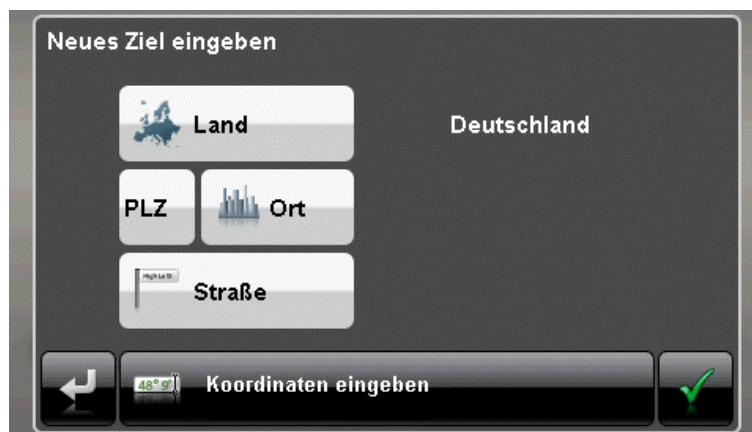 Neues Ziel eingeben
Land
Deutschland
PLZ
Ort
Straße
48° 9'
Koordinaten eingeben